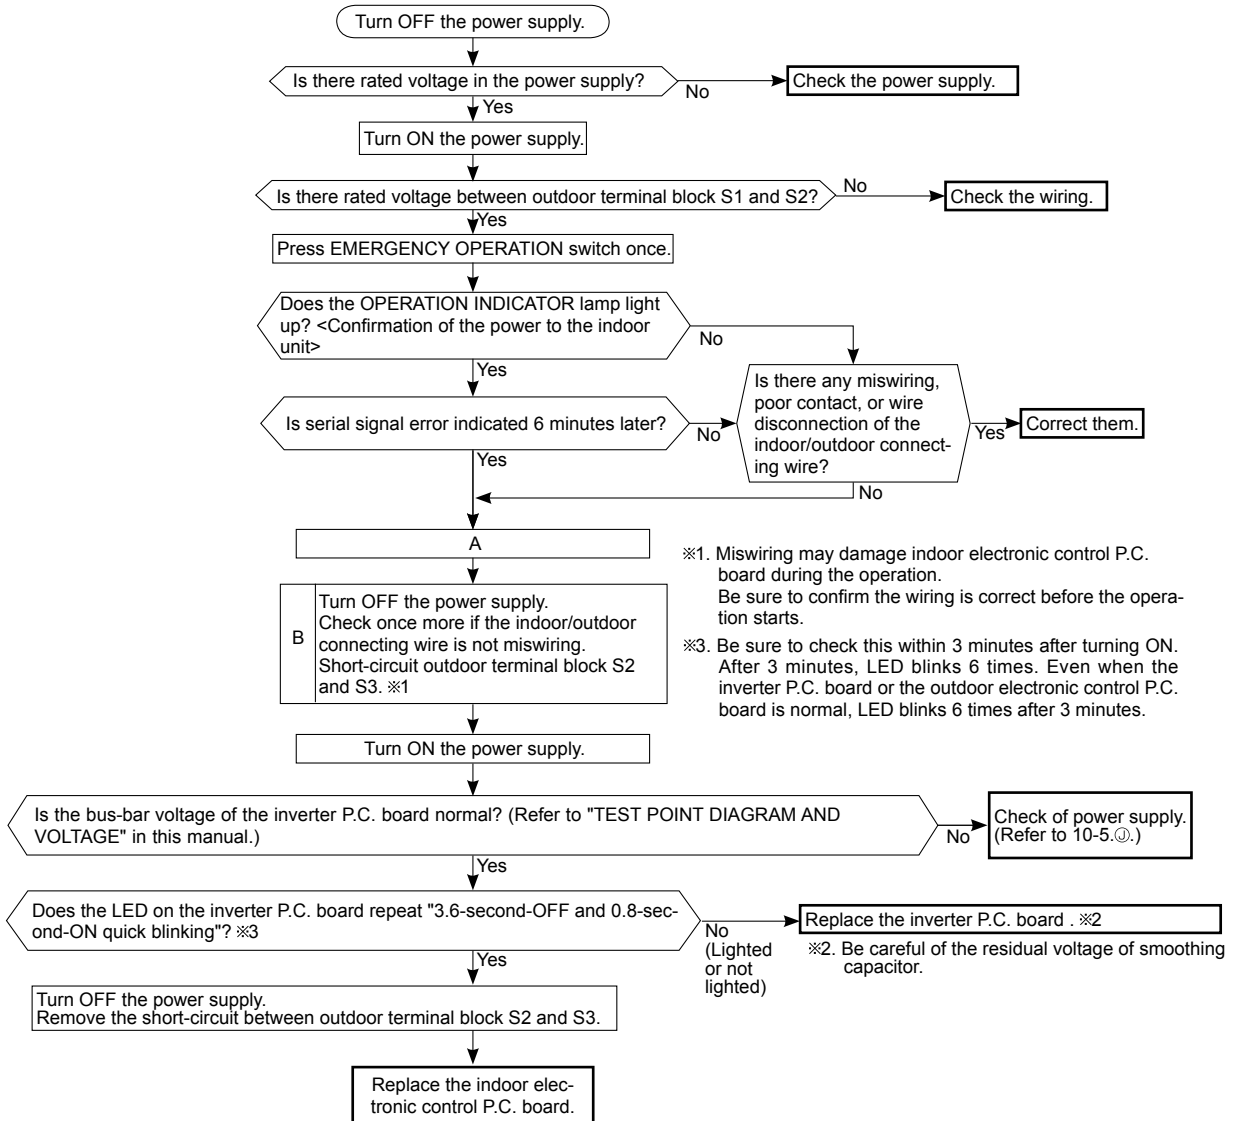 Turn OFF the power supply.
Is there rated voltage in the power supply?
No
Check the power supply.
Yes
Turn ON the power supply.
Is there rated voltage between outdoor terminal block S1 and S2?
No
Check the wiring.
Yes
Press EMERGENCY OPERATION switch once.
Does the OPERATION INDICATOR lamp light
up? <Confirmation of the power to the indoor
unit>
No
Yes
Is there any miswiring,
poor contact, or wire
disconnection of the
indoor/outdoor connect-
ing wire?
Yes
Correct them.
Is serial signal error indicated 6 minutes later?
No
Yes
No
A
B
Turn OFF the power supply.
Check once more if the indoor/outdoor
connecting wire is not miswiring.
Short-circuit outdoor terminal block S2
and S3. ※1
※1. Miswiring may damage indoor electronic control P.C.
board during the operation.
Be sure to confirm the wiring is correct before the opera-
tion starts.
※3. Be sure to check this within 3 minutes after turning ON.
After 3 minutes, LED blinks 6 times. Even when the
inverter P.C. board or the outdoor electronic control P.C.
board is normal, LED blinks 6 times after 3 minutes.
Turn ON the power supply.
Is the bus-bar voltage of the inverter P.C. board normal? (Refer to "TEST POINT DIAGRAM AND
VOLTAGE" in this manual.)
No
Check of power supply.
(Refer to 10-5.Ⓙ.)
Yes
Does the LED on the inverter P.C. board repeat "3.6-second-OFF and 0.8-sec-
ond-ON quick blinking"? ※3
No
(Lighted
or not
lighted)
Replace the inverter P.C. board . ※2
※2. Be careful of the residual voltage of smoothing
capacitor.
Yes
Turn OFF the power supply.
Remove the short-circuit between outdoor terminal block S2 and S3.
Replace the indoor elec-
tronic control P.C. board.